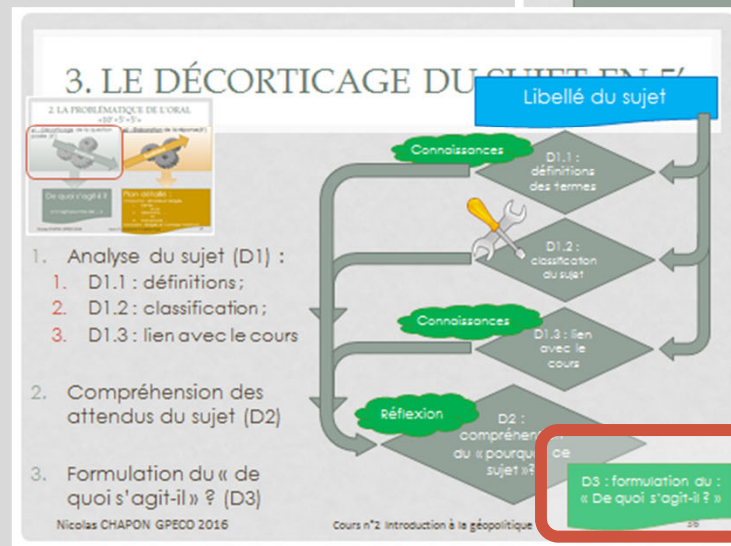 3. LE DÉCORTICAGE DU SUJET EN 5'
Libellé du sujet
2. LA PROBLÉMATIQUE DE L'ORAL
De quoi s'agit-il ?
Plan détaillé :
Connaissances
D1.1 :
définitions
des termes
D1.2 :
classification
du sujet
Connaissances
D1.3 : lien
avec le
cours
Réflexion
D2 :
compréhension
du « pourquoi ce
sujet »?
D3 : formulation du :
« De quoi s'agit-il ? »
1. Analyse du sujet (D1) :
1. D1.1 : définitions ;
2. D1.2 : classification ;
3. D1.3 : lien avec le cours
2. Compréhension des
attendus du sujet (D2)
3. Formulation du « de
quoi s'agit-il » ? (D3)
Nicolas CHAPON GPECO 2016
Cours n°2 Introduction à la géopolitique
36